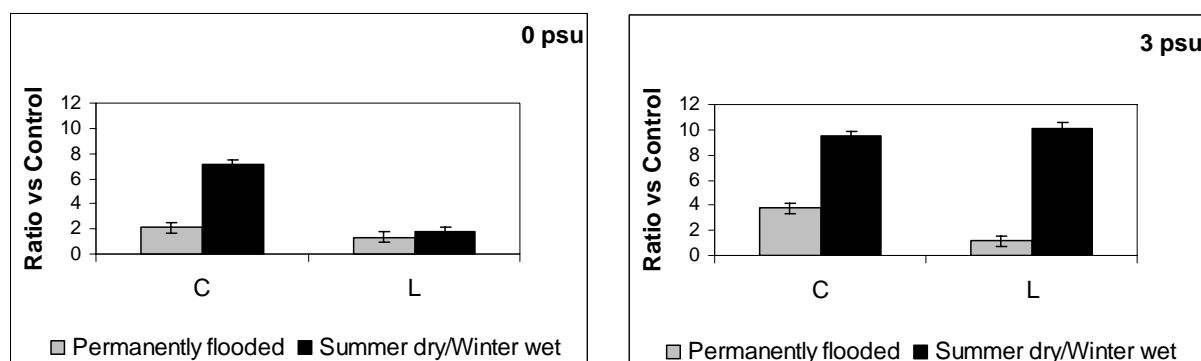 0 psu
Ratio vs Control
12
10
8
6
4
2
0
C L
Permanently flooded Summer dry/Winter wet
3 psu
Ratio vs Control
12
10
8
6
4
2
0
C L
Permanently flooded Summer dry/Winter wet